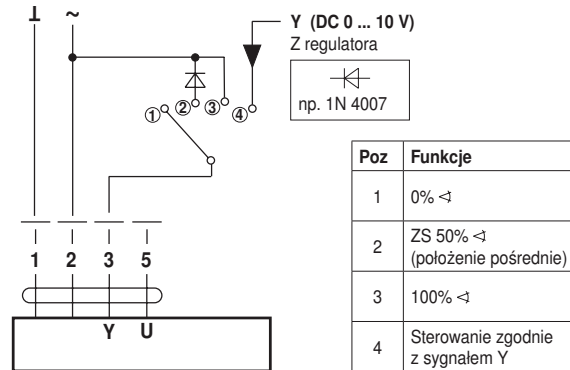 ⊥ ~
Y (DC 0 ... 10 V)
Z regulatora
np. 1N 4007
① ② ③ ④
1 2 3 5
Y U
Poz Funkcje
1 0% ∢
2 ZS 50% ∢
(położenie pośrednie)
3 100% ∢
4 Sterowanie zgodnie
z sygnałem Y